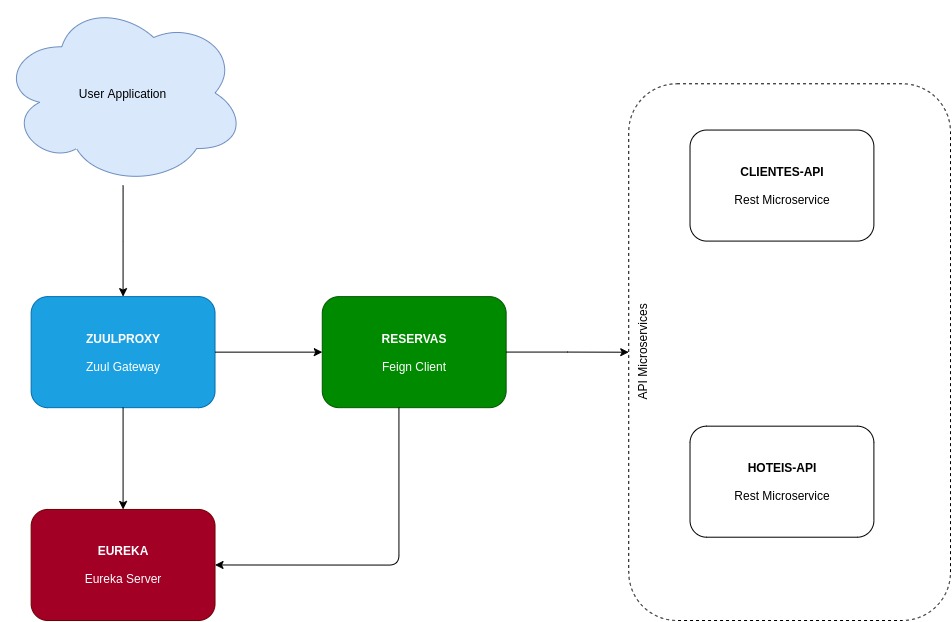 User Application
CLIENTES-API
Rest Microservice
ZUULPROXY
Zuul Gateway
RESERVAS
Feign Client
API Microservices
HOTEIS-API
Rest Microservice
EUREKA
Eureka Server